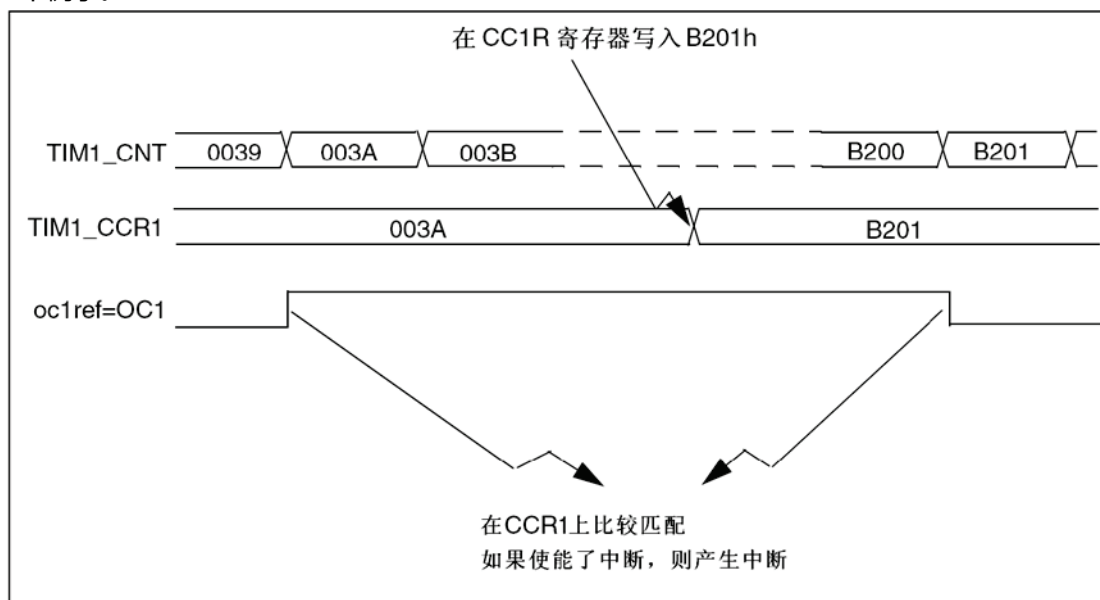 在 CC1R 寄存器写入 B201h
TIM1_CNT 0039 003A 003B B200 B201
TIM1_CCR1 003A B201
oc1ref=OC1
在CCR1上比较匹配
如果使能了中断，则产生中断